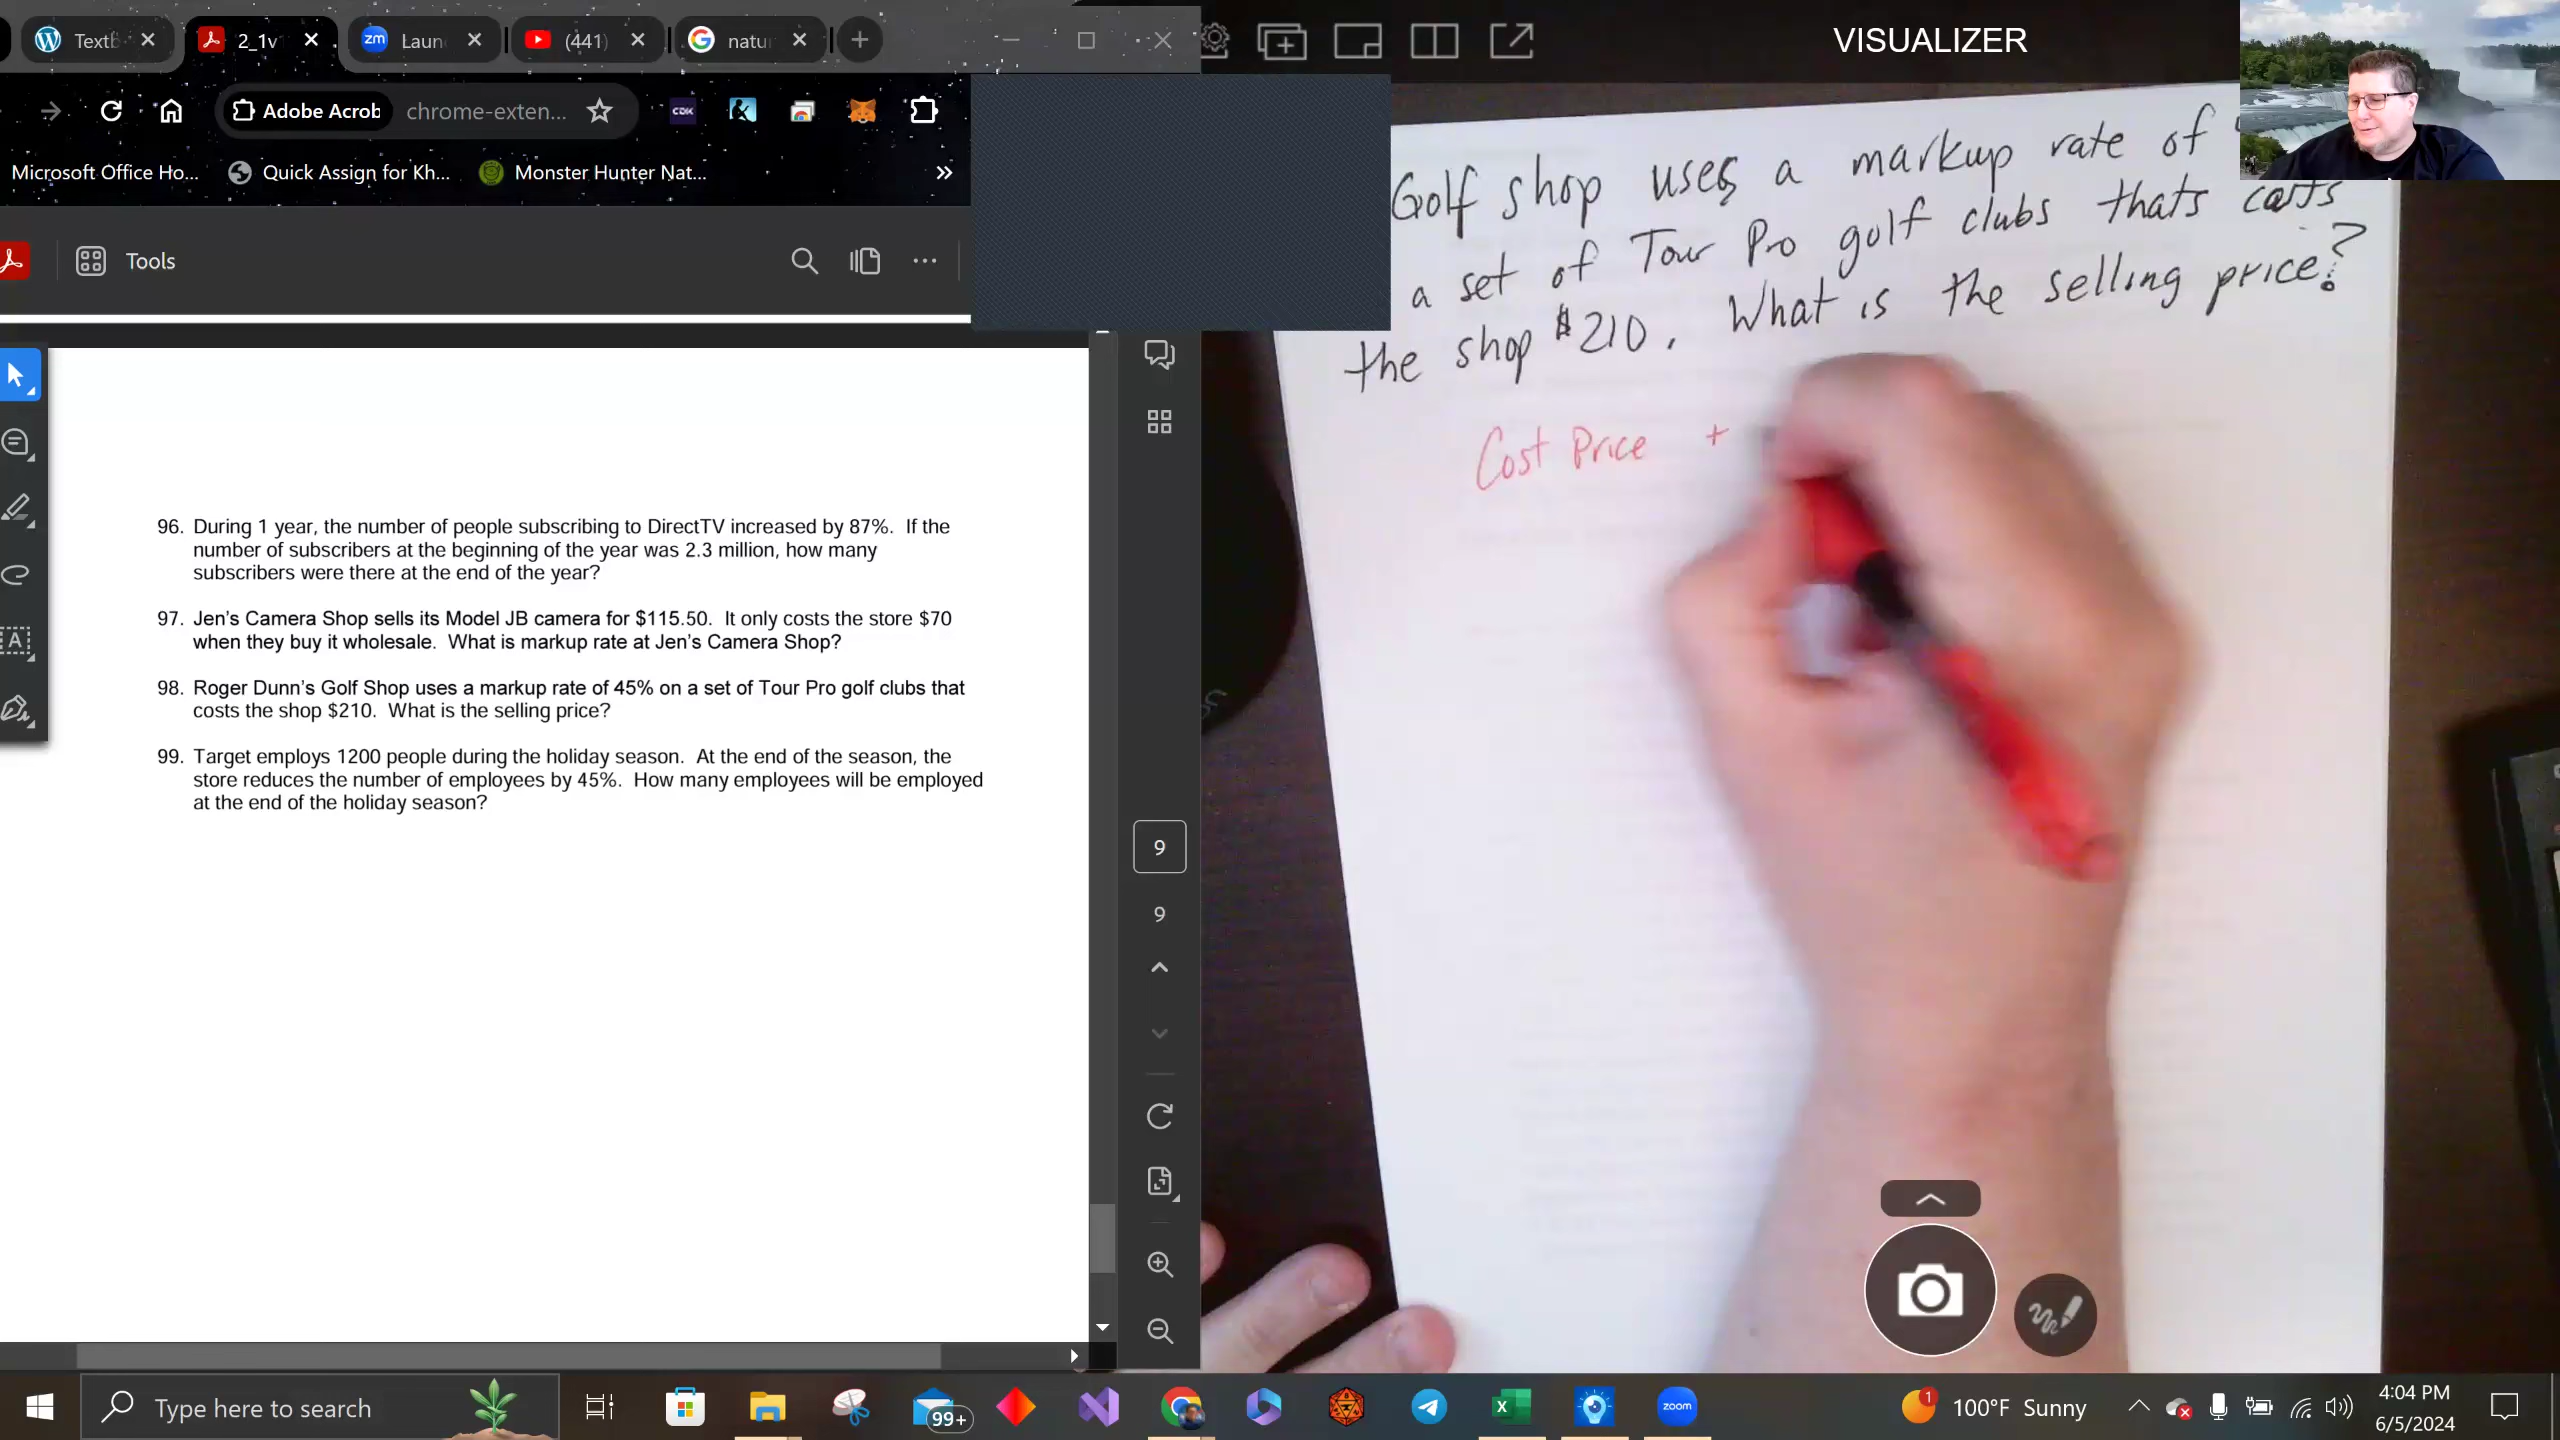 Textb
2_1v
Laun
(441)
natu
VISUALIZER
Adobe Acrob
chrome-exten...
CDK
Microsoft Office Ho...
Quick Assign for Kh...
Monster Hunter Nat...
Tools
96. During 1 year, the number of people subscribing to DirectTV increased by 87%. If the
number of subscribers at the beginning of the year was 2.3 million, how many
subscribers were there at the end of the year?
97. Jen's Camera Shop sells its Model JB camera for $115.50. It only costs the store $70
when they buy it wholesale. What is markup rate at Jen's Camera Shop?
98. Roger Dunn's Golf Shop uses a markup rate of 45% on a set of Tour Pro golf clubs that
costs the shop $210. What is the selling price?
99. Target employs 1200 people during the holiday season. At the end of the season, the
store reduces the number of employees by 45%. How many employees will be employed
at the end of the holiday season?
9
9
Golf shop uses a markup rate of
a set of Tour Pro golf clubs thats costs
the shop $210. What is the selling price?
Cost Price +
Type here to search
99+
zoom
1
100°F Sunny
4:04 PM
6/5/2024